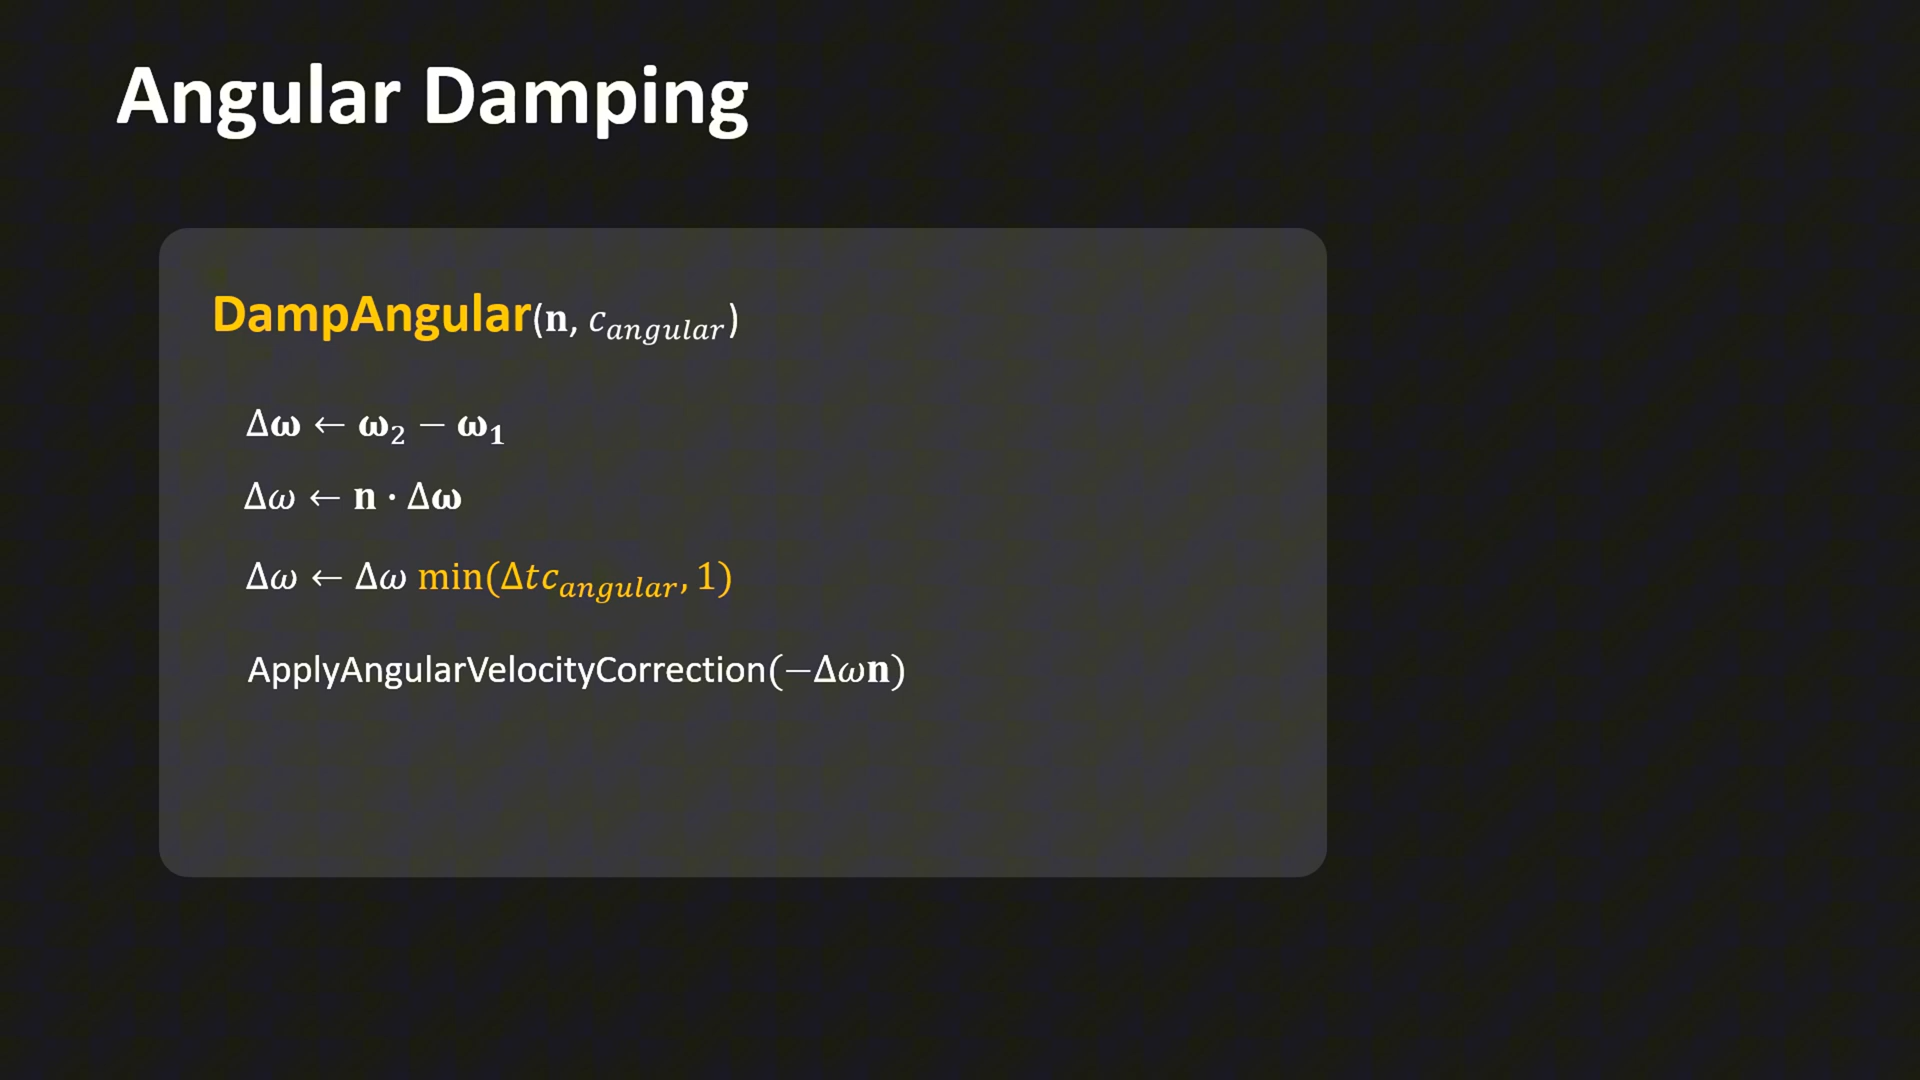 Angular Damping
DampAngular(n, c_angular)
Δω ← ω₂ − ω₁
Δω ← n · Δω
Δω ← Δω min(Δtc_angular, 1)
ApplyAngularVelocityCorrection(−Δωn)